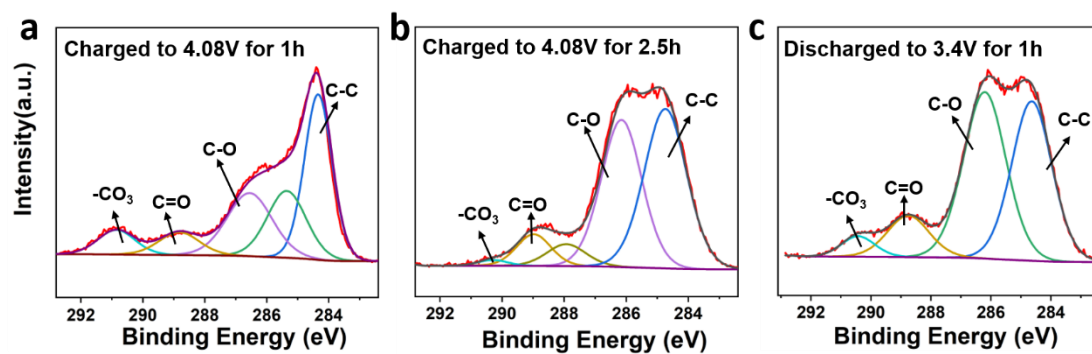 a
Charged to 4.08V for 1h
C-C
C-O
C=O
-CO₃
Intensity(a.u.)
292 290 288 286 284
Binding Energy (eV)
b
Charged to 4.08V for 2.5h
C-C
C-O
C=O
-CO₃
292 290 288 286 284
Binding Energy (eV)
c
Discharged to 3.4V for 1h
C-O
C-C
C=O
-CO₃
292 290 288 286 284
Binding Energy (eV)